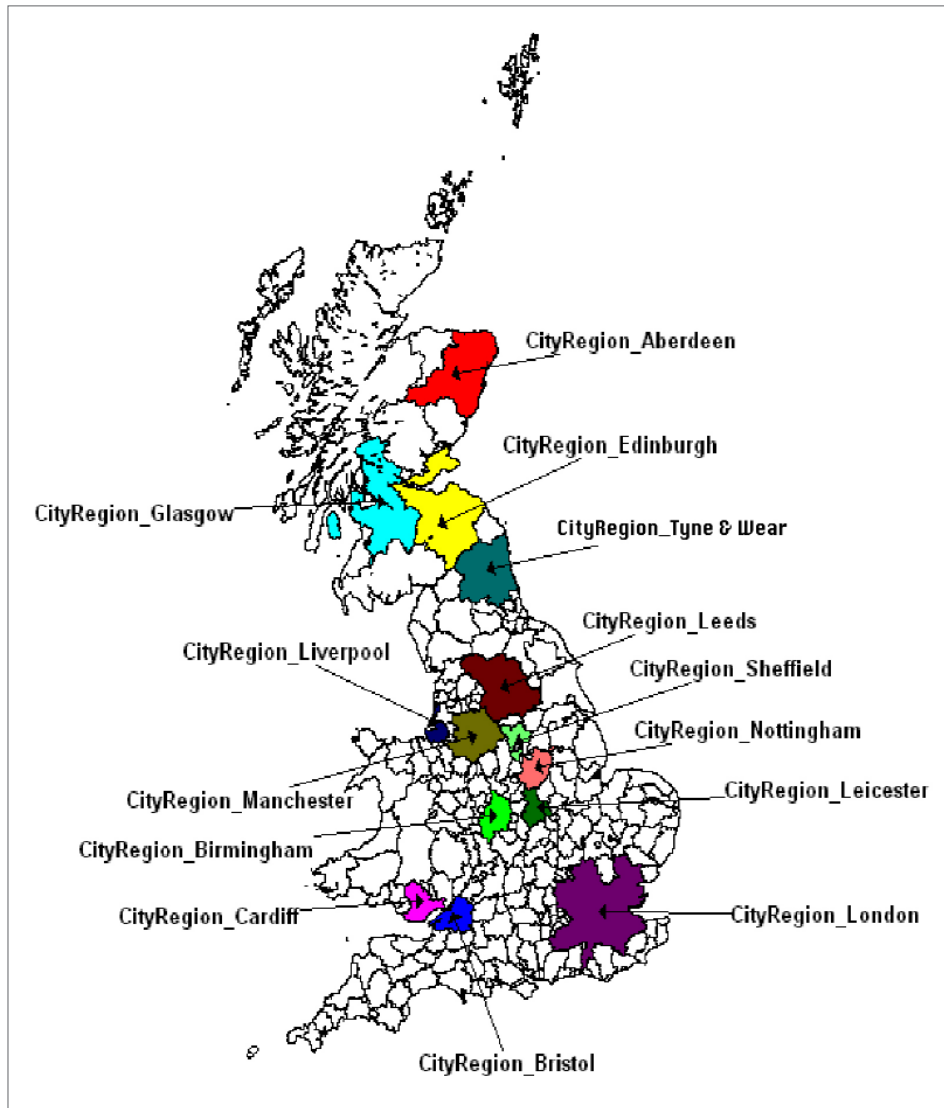 CityRegion_Aberdeen
CityRegion_Edinburgh
CityRegion_Glasgow
CityRegion_Tyne & Wear
CityRegion_Leeds
CityRegion_Liverpool
CityRegion_Sheffield
CityRegion_Nottingham
CityRegion_Leicester
CityRegion_Manchester
CityRegion_Birmingham
CityRegion_Cardiff
CityRegion_London
CityRegion_Bristol